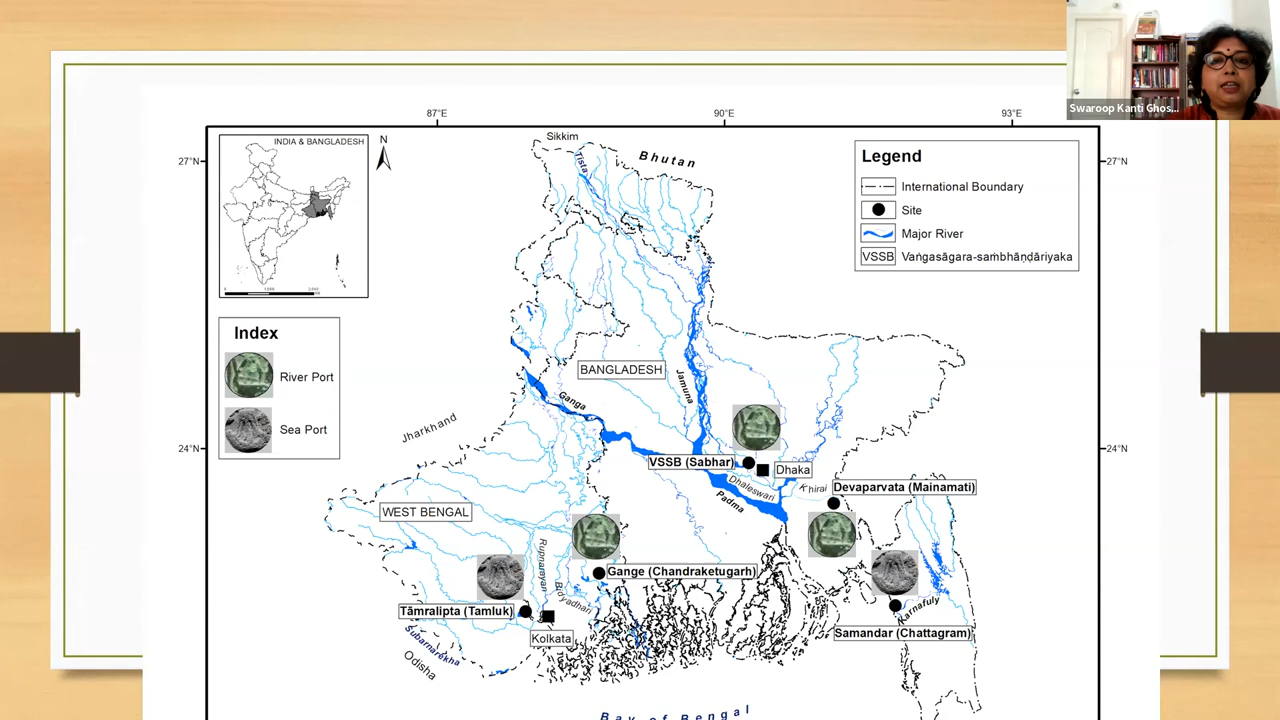 Swaroop Kanti Ghos...
87°E
90°E
93°E
INDIA & BANGLADESH
N
Sikkim
Bhutan
Tista
27°N
27°N
Legend
International Boundary
Site
Major River
VSSB
Vaṅgasāgara-saṁbhāṇḍāriyaka
Index
River Port
Sea Port
BANGLADESH
Jamuna
Ganga
Jharkhand
24°N
24°N
VSSB (Sabhar)
Dhaka
Dhaleswari
Padma
Khirai
Devaparvata (Mainamati)
WEST BENGAL
Rupnarayan
Bidyadhari
Gange (Chandraketugarh)
Tāmralipta (Tamluk)
Kolkata
Karnafuly
Samandar (Chattagram)
Subarnarekha
Odisha
Bay of Bengal